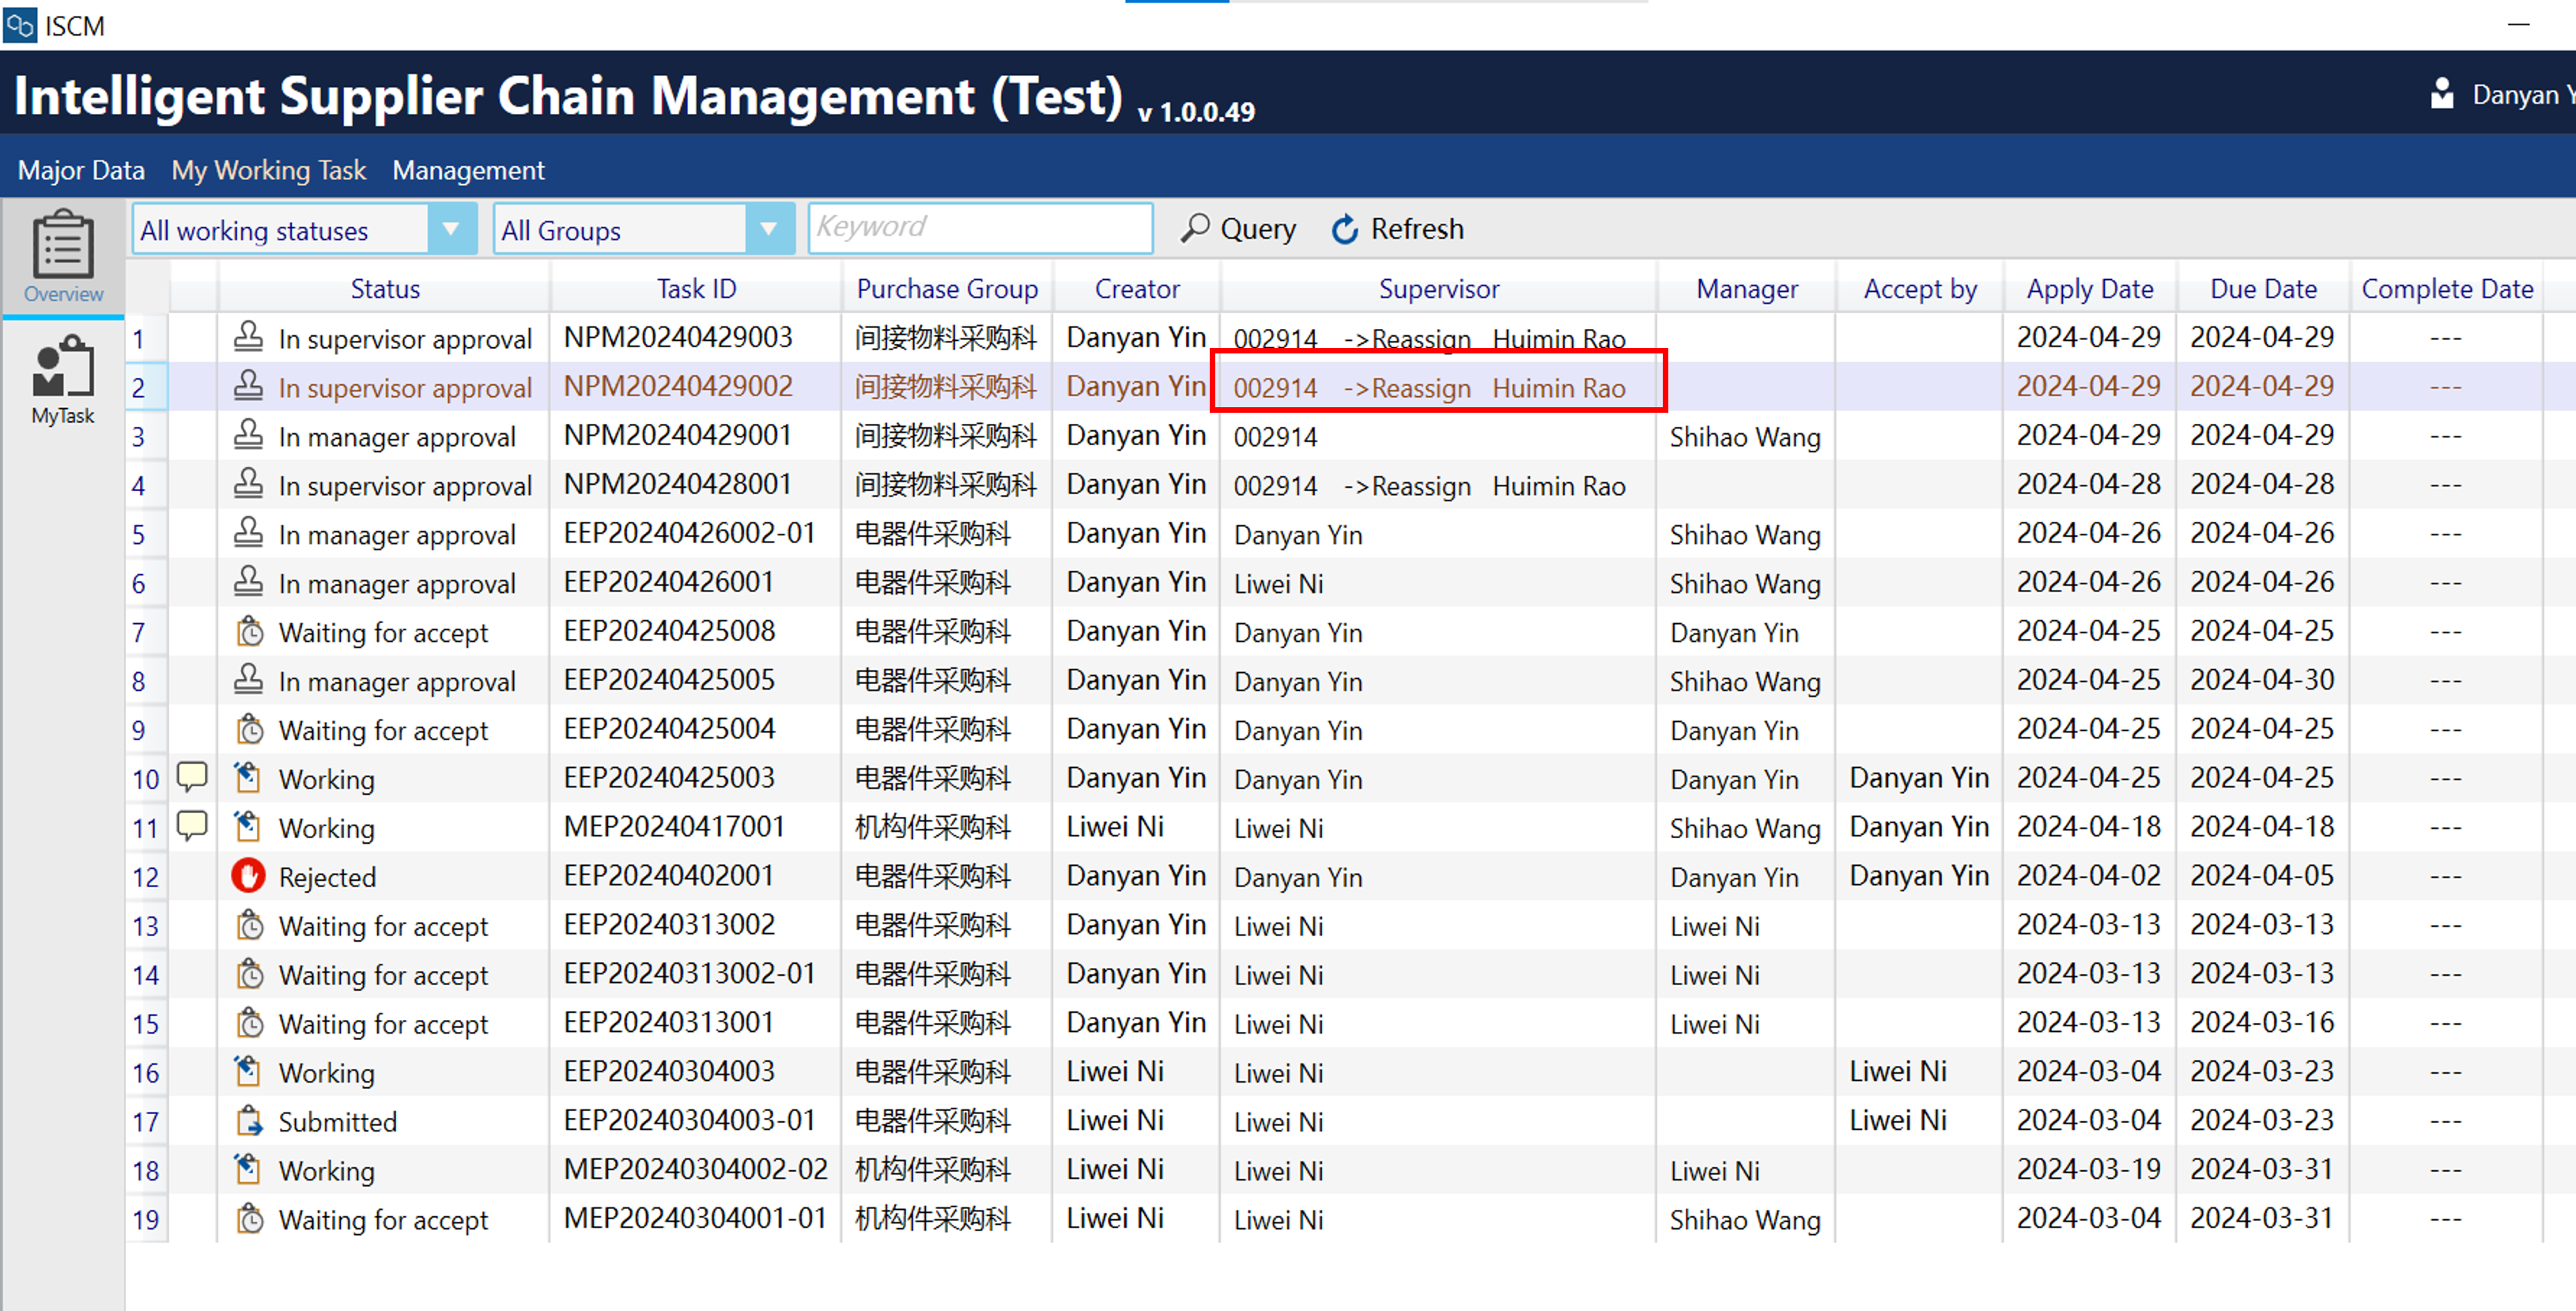 ISCM
Intelligent Supplier Chain Management (Test) v 1.0.0.49 Danyan
Major Data My Working Task Management
All working statuses All Groups Keyword Query Refresh
Overview
MyTask
Status Task ID Purchase Group Creator Supervisor Manager Accept by Apply Date Due Date Complete Date
1 In supervisor approval NPM20240429003 间接物料采购科 Danyan Yin 002914 ->Reassign Huimin Rao 2024-04-29 2024-04-29 ---
2 In supervisor approval NPM20240429002 间接物料采购科 Danyan Yin 002914 ->Reassign Huimin Rao 2024-04-29 2024-04-29 ---
3 In manager approval NPM20240429001 间接物料采购科 Danyan Yin 002914 Shihao Wang 2024-04-29 2024-04-29 ---
4 In supervisor approval NPM20240428001 间接物料采购科 Danyan Yin 002914 ->Reassign Huimin Rao 2024-04-28 2024-04-28 ---
5 In manager approval EEP20240426002-01 电器件采购科 Danyan Yin Danyan Yin Shihao Wang 2024-04-26 2024-04-26 ---
6 In manager approval EEP20240426001 电器件采购科 Danyan Yin Liwei Ni Shihao Wang 2024-04-26 2024-04-26 ---
7 Waiting for accept EEP20240425008 电器件采购科 Danyan Yin Danyan Yin Danyan Yin 2024-04-25 2024-04-25 ---
8 In manager approval EEP20240425005 电器件采购科 Danyan Yin Danyan Yin Shihao Wang 2024-04-25 2024-04-30 ---
9 Waiting for accept EEP20240425004 电器件采购科 Danyan Yin Danyan Yin Danyan Yin 2024-04-25 2024-04-25 ---
10 Working EEP20240425003 电器件采购科 Danyan Yin Danyan Yin Danyan Yin Danyan Yin 2024-04-25 2024-04-25 ---
11 Working MEP20240417001 机构件采购科 Liwei Ni Liwei Ni Shihao Wang Danyan Yin 2024-04-18 2024-04-18 ---
12 Rejected EEP20240402001 电器件采购科 Danyan Yin Danyan Yin Danyan Yin Danyan Yin 2024-04-02 2024-04-05 ---
13 Waiting for accept EEP20240313002 电器件采购科 Danyan Yin Liwei Ni Liwei Ni 2024-03-13 2024-03-13 ---
14 Waiting for accept EEP20240313002-01 电器件采购科 Danyan Yin Liwei Ni Liwei Ni 2024-03-13 2024-03-13 ---
15 Waiting for accept EEP20240313001 电器件采购科 Danyan Yin Liwei Ni Liwei Ni 2024-03-13 2024-03-16 ---
16 Working EEP20240304003 电器件采购科 Liwei Ni Liwei Ni Liwei Ni 2024-03-04 2024-03-23 ---
17 Submitted EEP20240304003-01 电器件采购科 Liwei Ni Liwei Ni Liwei Ni 2024-03-04 2024-03-23 ---
18 Working MEP20240304002-02 机构件采购科 Liwei Ni Liwei Ni Liwei Ni 2024-03-19 2024-03-31 ---
19 Waiting for accept MEP20240304001-01 机构件采购科 Liwei Ni Liwei Ni Shihao Wang 2024-03-04 2024-03-31 ---